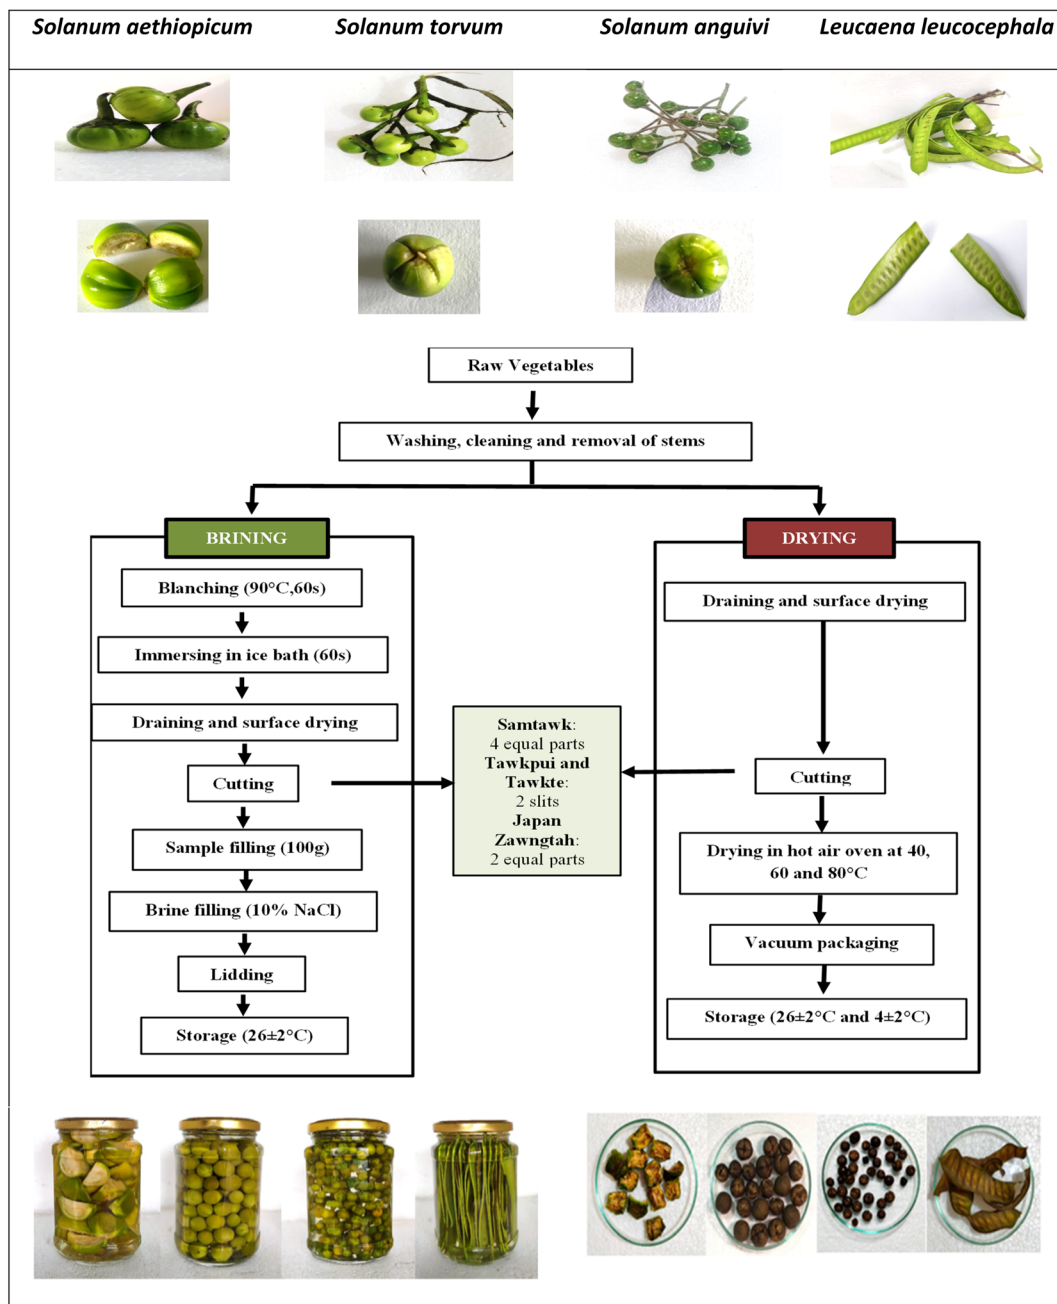 Solanum aethiopicum
Solanum torvum
Solanum anguivi
Leucaena leucocephala
Raw Vegetables
Washing, cleaning and removal of stems
BRINING
Blanching (90°C,60s)
Immersing in ice bath (60s)
Draining and surface drying
Cutting
Sample filling (100g)
Brine filling (10% NaCl)
Lidding
Storage (26±2°C)
Samtawk:
4 equal parts
Tawkpui and
Tawkte:
2 slits
Japan
Zawngtah:
2 equal parts
DRYING
Draining and surface drying
Cutting
Drying in hot air oven at 40,
60 and 80°C
Vacuum packaging
Storage (26±2°C and 4±2°C)